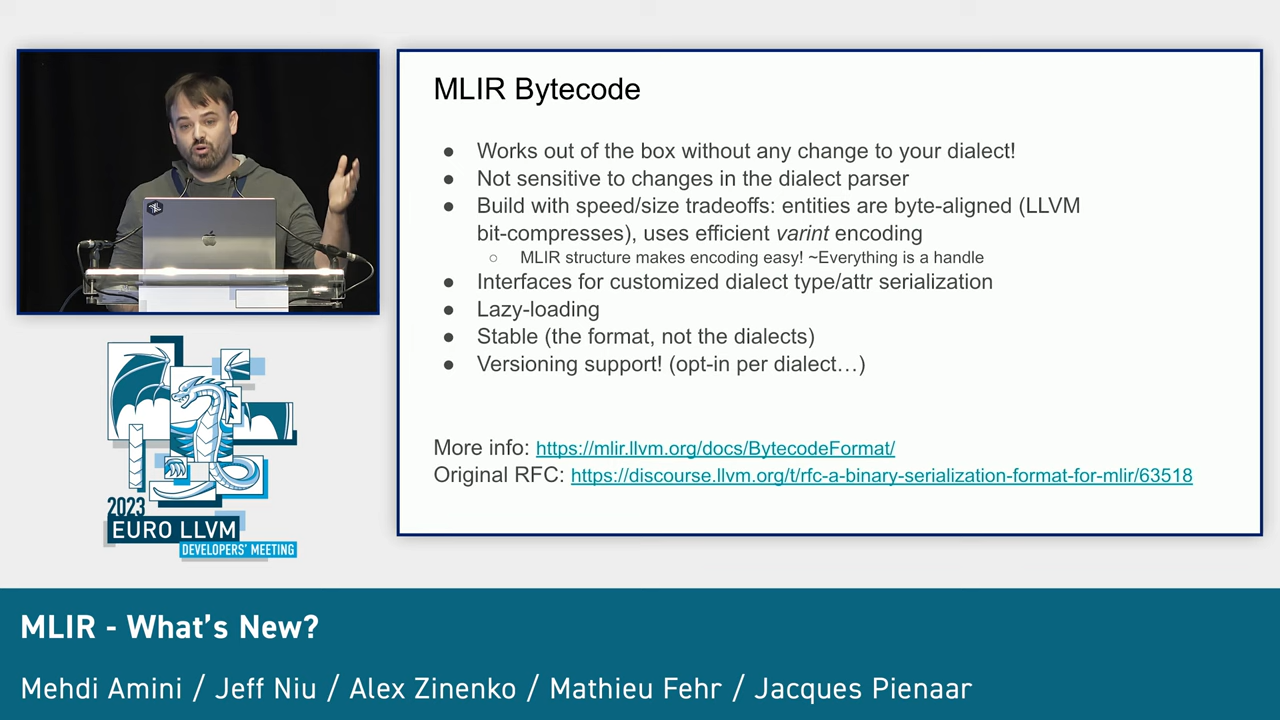 MLIR Bytecode
● Works out of the box without any change to your dialect!
● Not sensitive to changes in the dialect parser
● Build with speed/size tradeoffs: entities are byte-aligned (LLVM
bit-compresses), uses efficient varint encoding
○ MLIR structure makes encoding easy! ~Everything is a handle
● Interfaces for customized dialect type/attr serialization
● Lazy-loading
● Stable (the format, not the dialects)
● Versioning support! (opt-in per dialect…)
More info: https://mlir.llvm.org/docs/BytecodeFormat/
Original RFC: https://discourse.llvm.org/t/rfc-a-binary-serialization-format-for-mlir/63518
2023
EURO LLVM
DEVELOPERS' MEETING
MLIR - What's New?
Mehdi Amini / Jeff Niu / Alex Zinenko / Mathieu Fehr / Jacques Pienaar